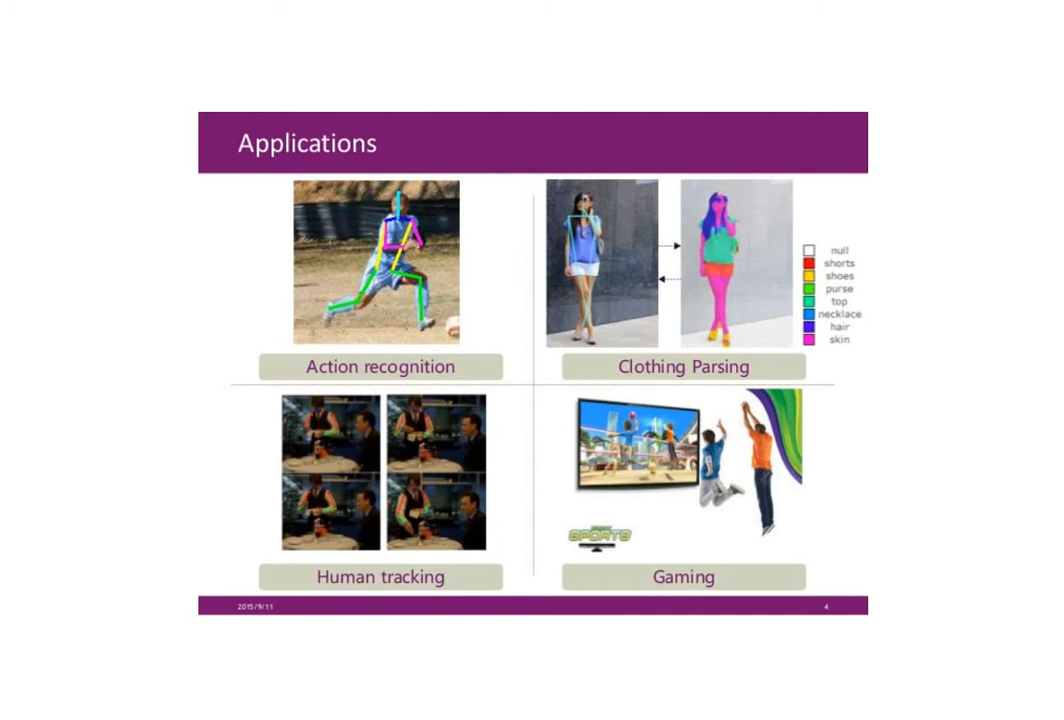 Applications
null
shorts
shoes
purse
top
necklace
hair
skin
Action recognition
Clothing Parsing
SPORTS
Human tracking
Gaming
2015/9/11
4